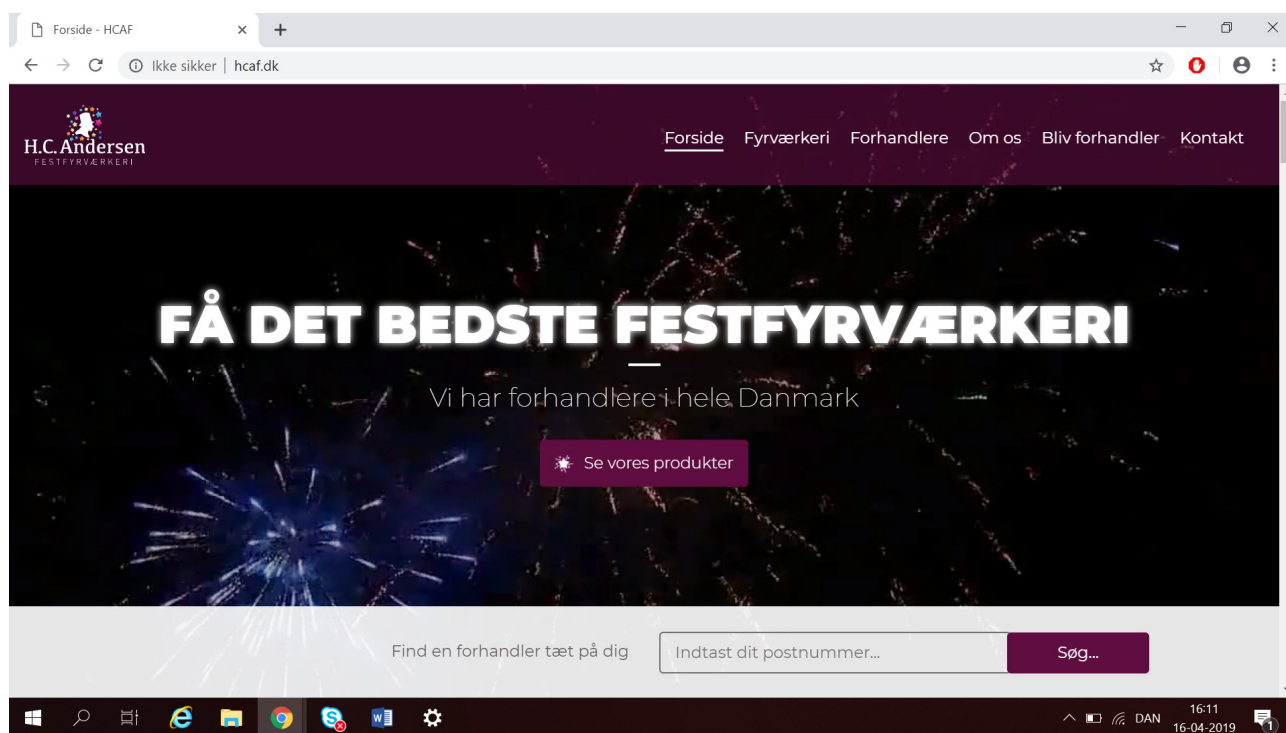 Forside - HCAF
Ikke sikker | hcaf.dk
H.C. Andersen
FESTFYRVÆRKERI
Forside Fyrværkeri Forhandlere Om os Bliv forhandler Kontakt
FÅ DET BEDSTE FESTFYRVÆRKERI
Vi har forhandlere i hele Danmark
Se vores produkter
Find en forhandler tæt på dig Indtast dit postnummer... Søg...
DAN 16:11
16-04-2019 1